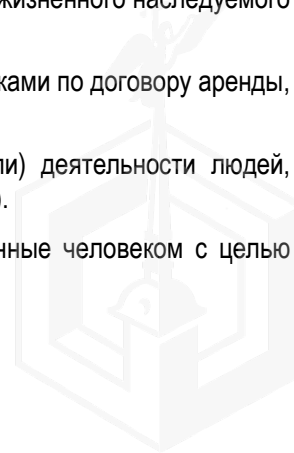 жизненного наследуемого
ками по договору аренды,
ли) деятельности людей,
).
нные человеком с целью